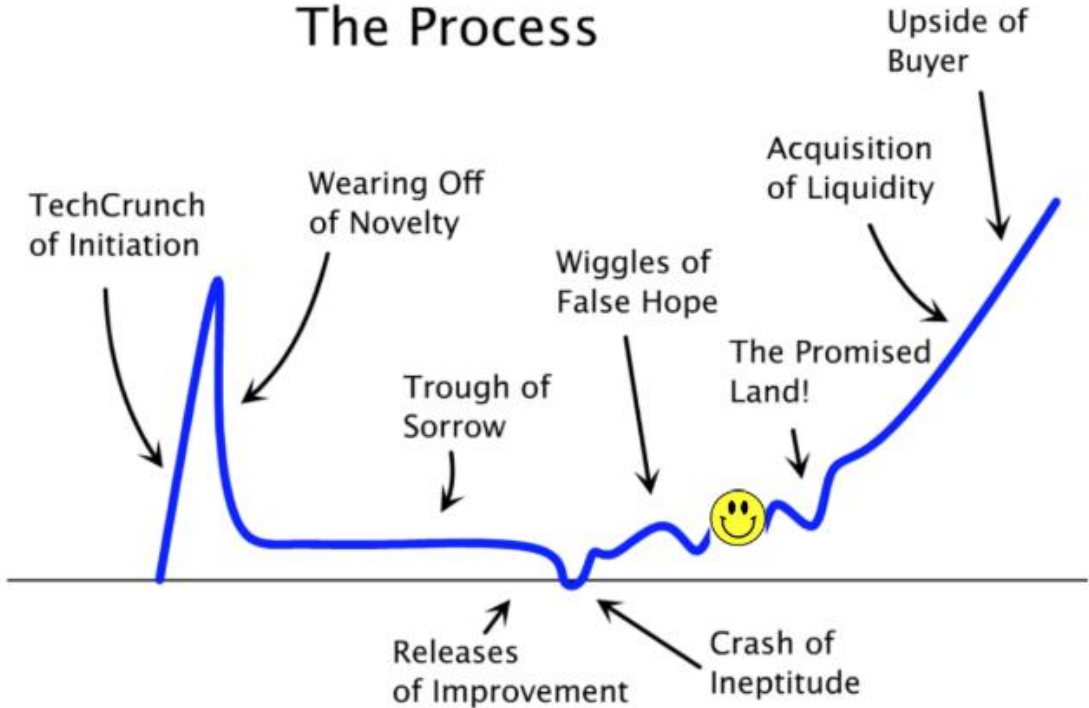 The Process
Upside of
Buyer
Acquisition
of Liquidity
TechCrunch
of Initiation
Wearing Off
of Novelty
Wiggles of
False Hope
The Promised
Land!
Trough of
Sorrow
Releases
of Improvement
Crash of
Ineptitude